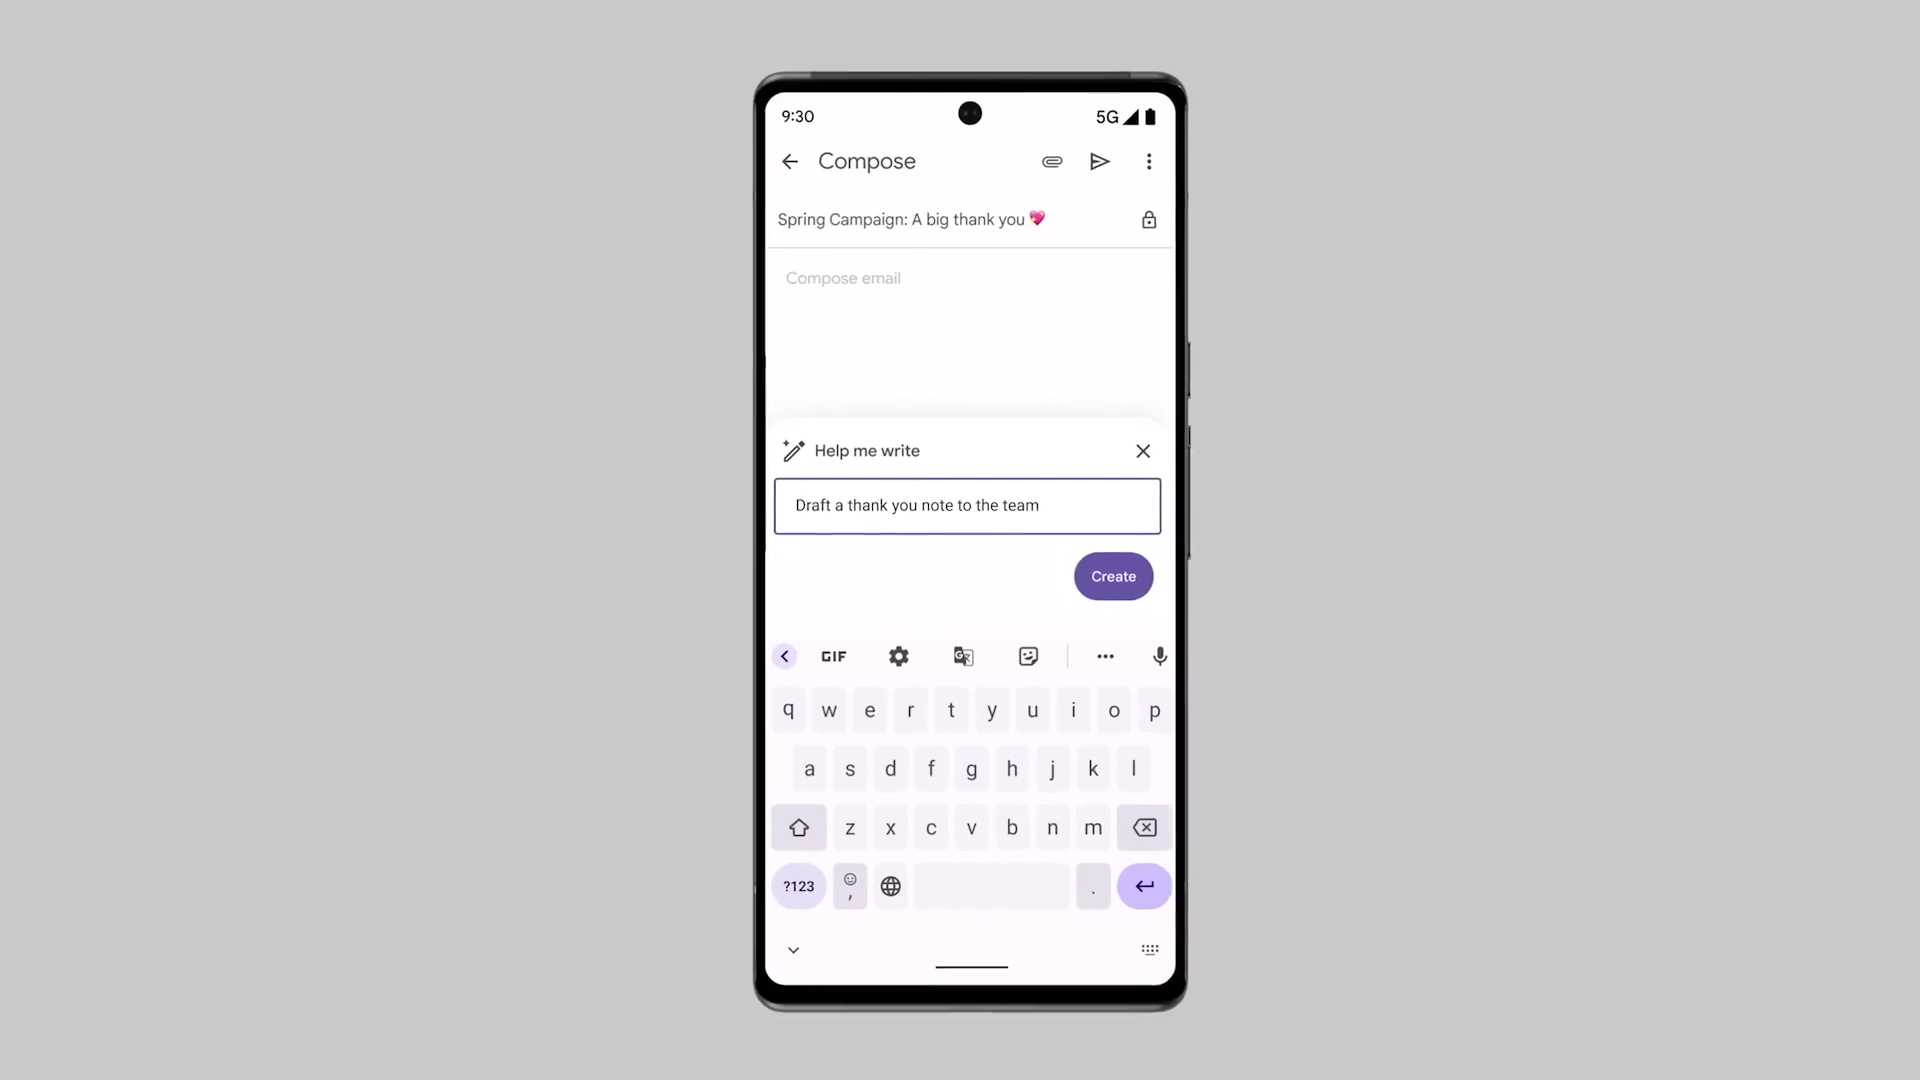 9:30 5G
Compose
Spring Campaign: A big thank you 💖
Compose email
Help me write
Draft a thank you note to the team
Create
GIF
q w e r t y u i o p
a s d f g h j k l
z x c v b n m
?123 , .